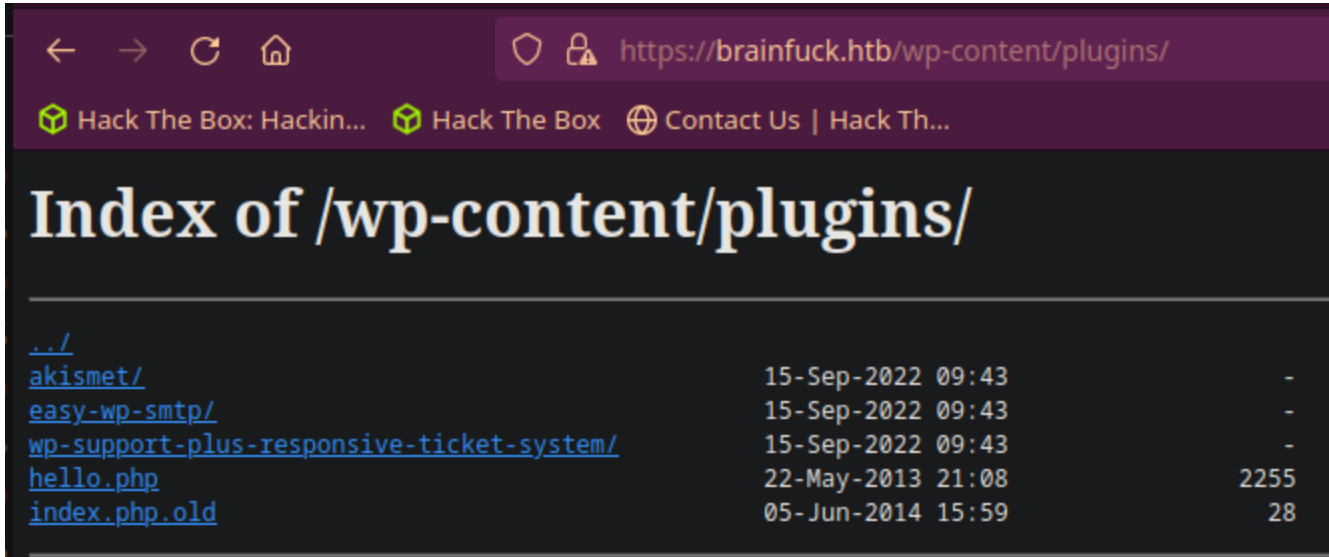 https://brainfuck.htb/wp-content/plugins/
Hack The Box: Hackin... Hack The Box Contact Us | Hack Th...
Index of /wp-content/plugins/
../
akismet/ 15-Sep-2022 09:43 -
easy-wp-smtp/ 15-Sep-2022 09:43 -
wp-support-plus-responsive-ticket-system/ 15-Sep-2022 09:43 -
hello.php 22-May-2013 21:08 2255
index.php.old 05-Jun-2014 15:59 28